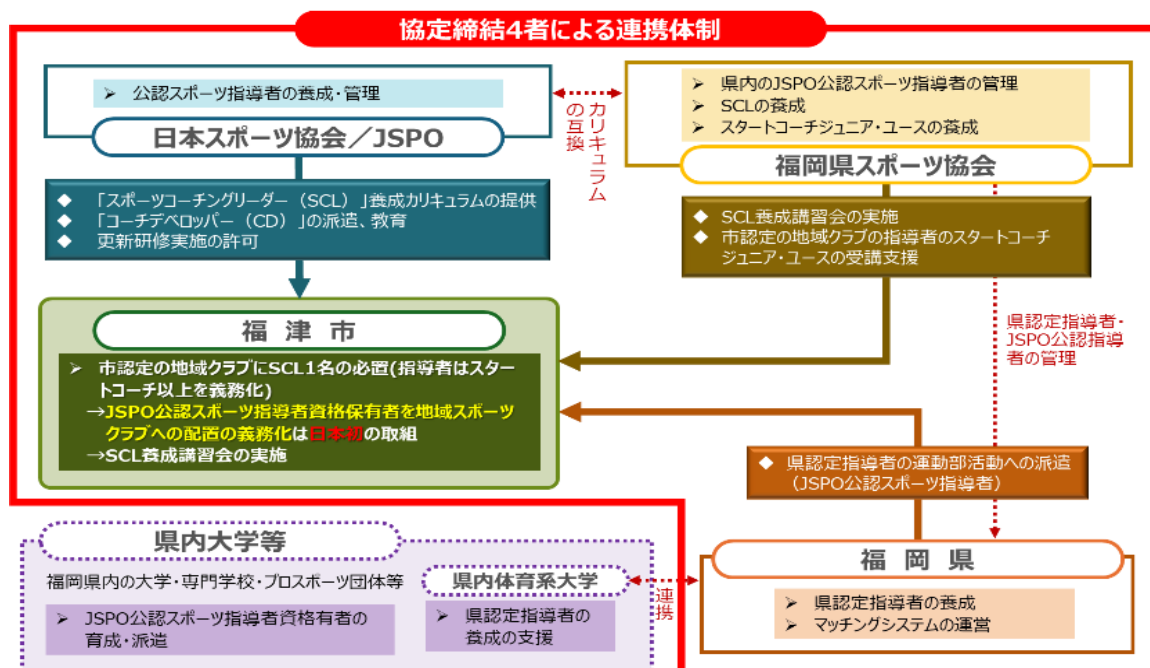 協定締結4者による連携体制
➢ 公認スポーツ指導者の養成・管理
日本スポーツ協会／JSPO
カリキュラム
の互換
➢ 県内のJSPO公認スポーツ指導者の管理
➢ SCLの養成
➢ スタートコーチジュニア・ユースの養成
福岡県スポーツ協会
◆ 「スポーツコーチングリーダー（SCL）」養成カリキュラムの提供
◆ 「コーチデベロッパー（CD）」の派遣、教育
◆ 更新研修実施の許可
◆ SCL養成講習会の実施
◆ 市認定の地域クラブの指導者のスタートコーチ
ジュニア・ユースの受講支援
県認定指導者・
JSPO公認指導
者の管理
福津市
➢ 市認定の地域クラブにSCL1名の必置(指導者はスタ
ートコーチ以上を義務化)
→JSPO公認スポーツ指導者資格保有者を地域スポーツ
クラブへの配置の義務化は日本初の取組
→SCL養成講習会の実施
◆ 県認定指導者の運動部活動への派遣
（JSPO公認スポーツ指導者）
県内大学等
福岡県内の大学・専門学校・プロスポーツ団体等
➢ JSPO公認スポーツ指導者資格有者の
育成・派遣
県内体育系大学
➢ 県認定指導者の
養成の支援
連携
福岡県
➢ 県認定指導者の養成
➢ マッチングシステムの運営